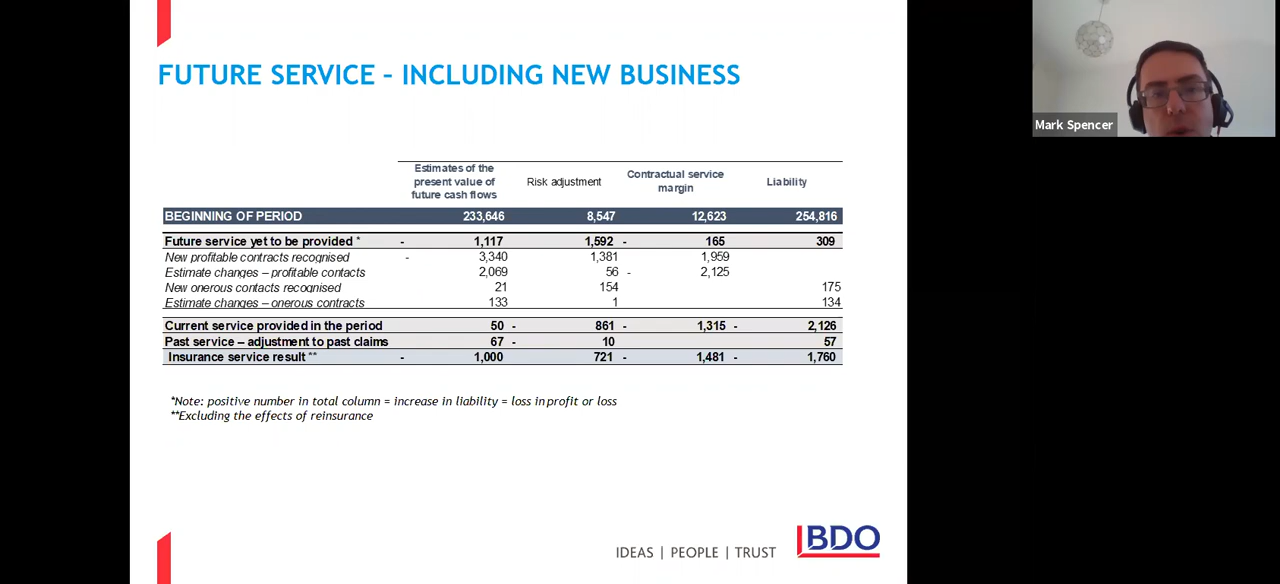 FUTURE SERVICE – INCLUDING NEW BUSINESS
Mark Spencer
Estimates of the present value of future cash flows Risk adjustment Contractual service margin Liability
BEGINNING OF PERIOD 233,646 8,547 12,623 254,816
Future service yet to be provided * - 1,117 1,592 - 165 309
New profitable contracts recognised - 3,340 1,381 1,959
Estimate changes – profitable contacts 2,069 56 - 2,125
New onerous contacts recognised 21 154 175
Estimate changes – onerous contracts 133 1 134
Current service provided in the period 50 - 861 - 1,315 - 2,126
Past service – adjustment to past claims 67 - 10 57
Insurance service result ** - 1,000 721 - 1,481 - 1,760
*Note: positive number in total column = increase in liability = loss in profit or loss
**Excluding the effects of reinsurance
IDEAS | PEOPLE | TRUST
BDO